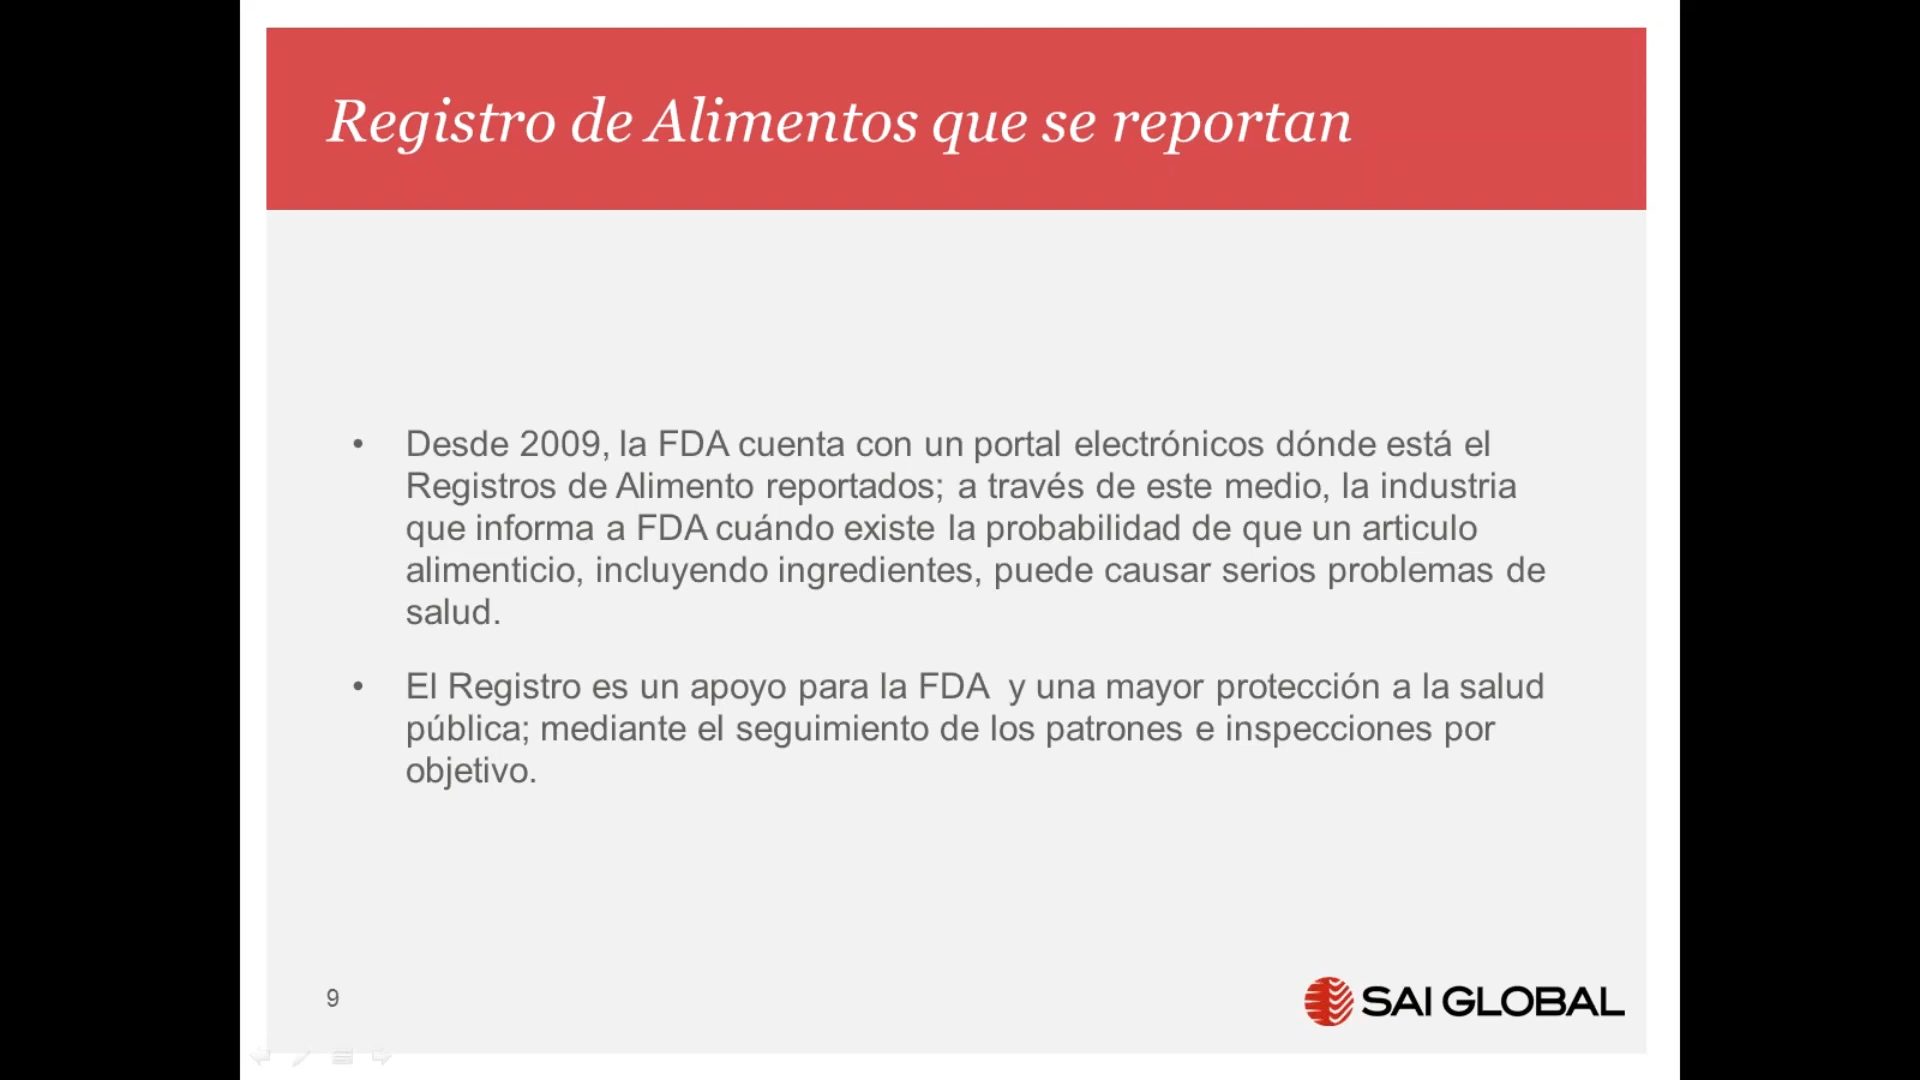 Registro de Alimentos que se reportan
• Desde 2009, la FDA cuenta con un portal electrónicos dónde está el
Registros de Alimento reportados; a través de este medio, la industria
que informa a FDA cuándo existe la probabilidad de que un articulo
alimenticio, incluyendo ingredientes, puede causar serios problemas de
salud.
• El Registro es un apoyo para la FDA  y una mayor protección a la salud
pública; mediante el seguimiento de los patrones e inspecciones por
objetivo.
9
SAI GLOBAL